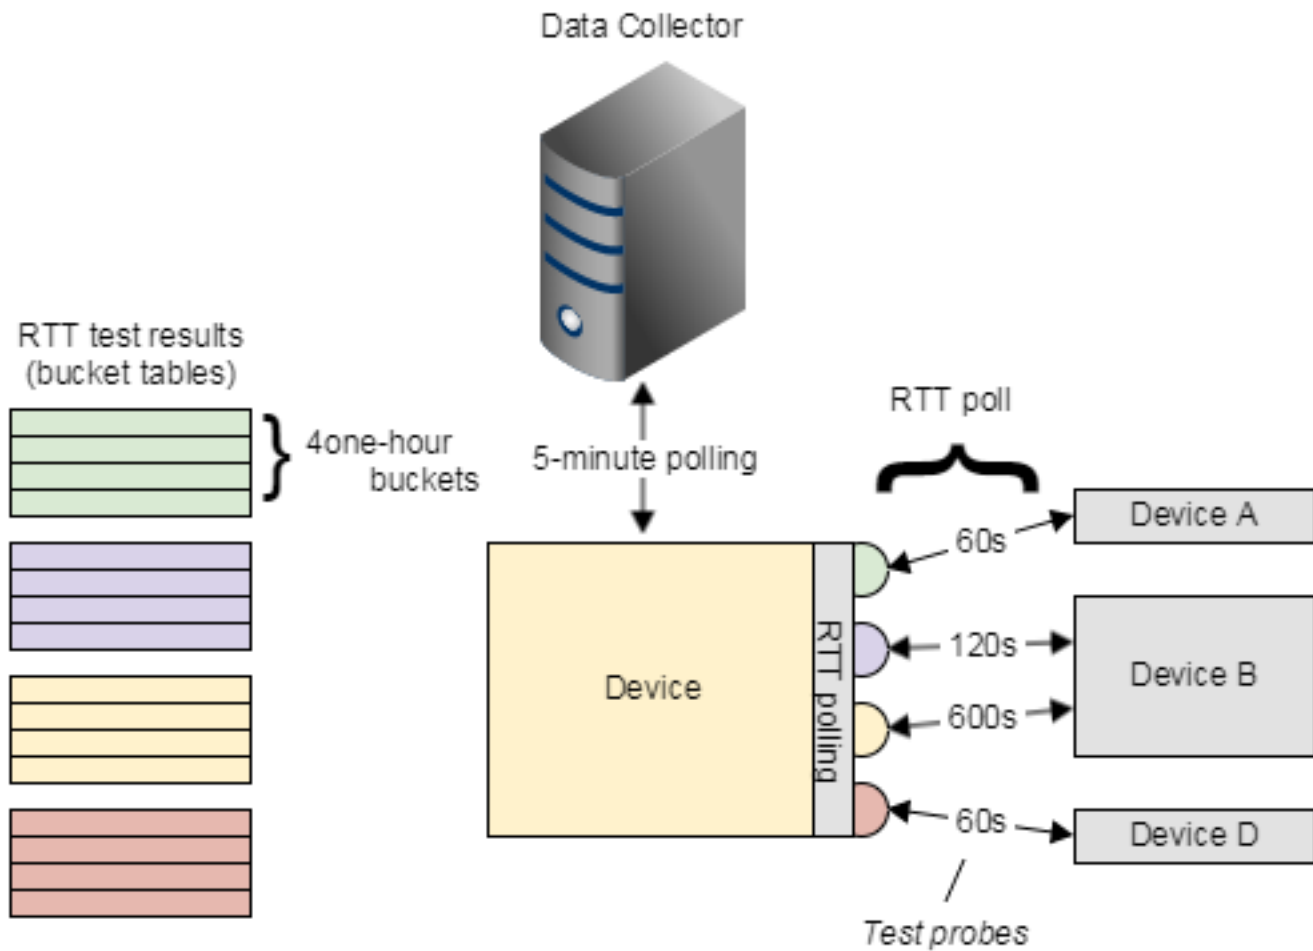 Data Collector
RTT test results
(bucket tables)
4one-hour
buckets
5-minute polling
RTT poll
Device
RTT polling
60s
120s
600s
60s
Device A
Device B
Device D
Test probes